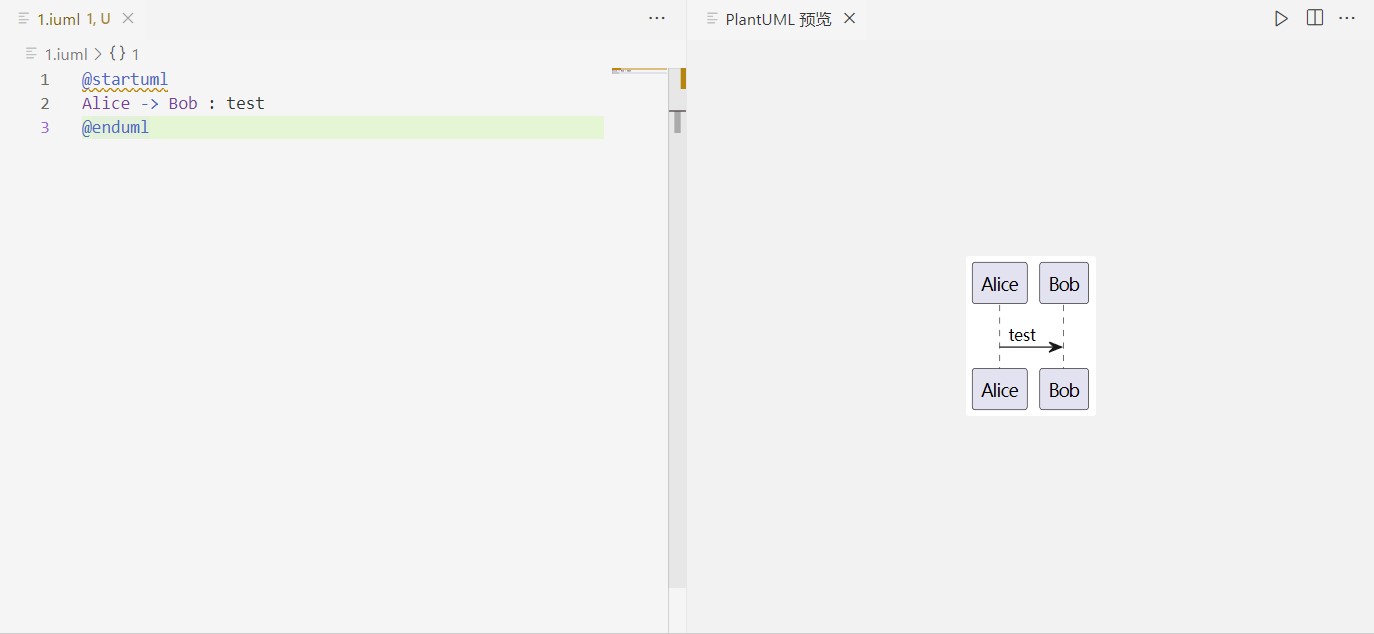 1.iuml 1, U
PlantUML 预览
1.iuml > {} 1
1 @startuml
2 Alice -> Bob : test
3 @enduml
Alice Bob
test
Alice Bob